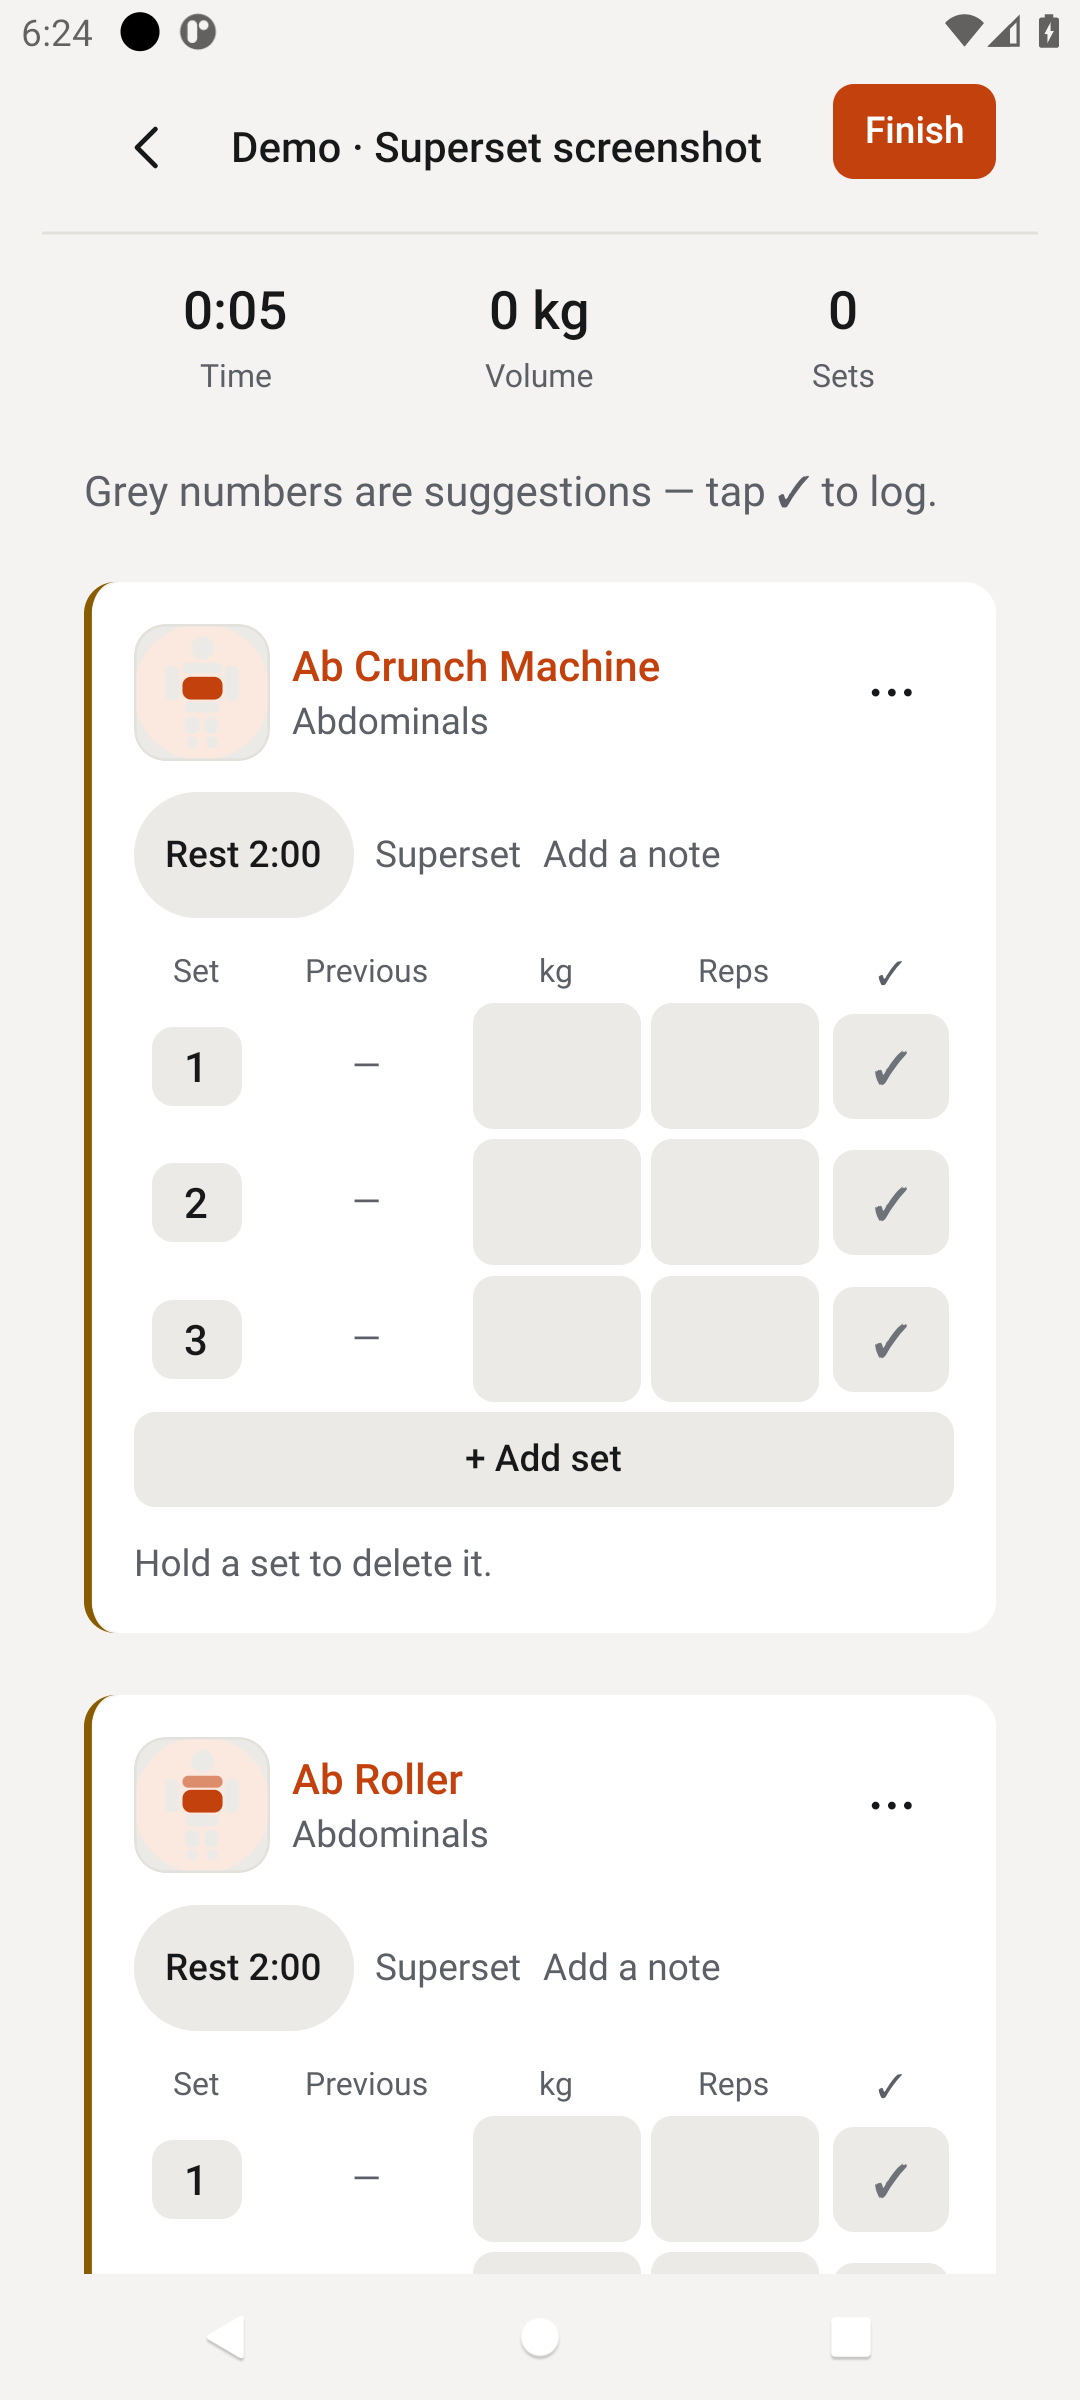 6:24
Demo · Superset screenshot
Finish
0:05 0 kg 0
Time Volume Sets
Grey numbers are suggestions — tap ✓ to log.
Ab Crunch Machine
Abdominals
Rest 2:00 Superset Add a note
Set Previous kg Reps ✓
1 — ✓
2 — ✓
3 — ✓
+ Add set
Hold a set to delete it.
Ab Roller
Abdominals
Rest 2:00 Superset Add a note
Set Previous kg Reps ✓
1 — ✓